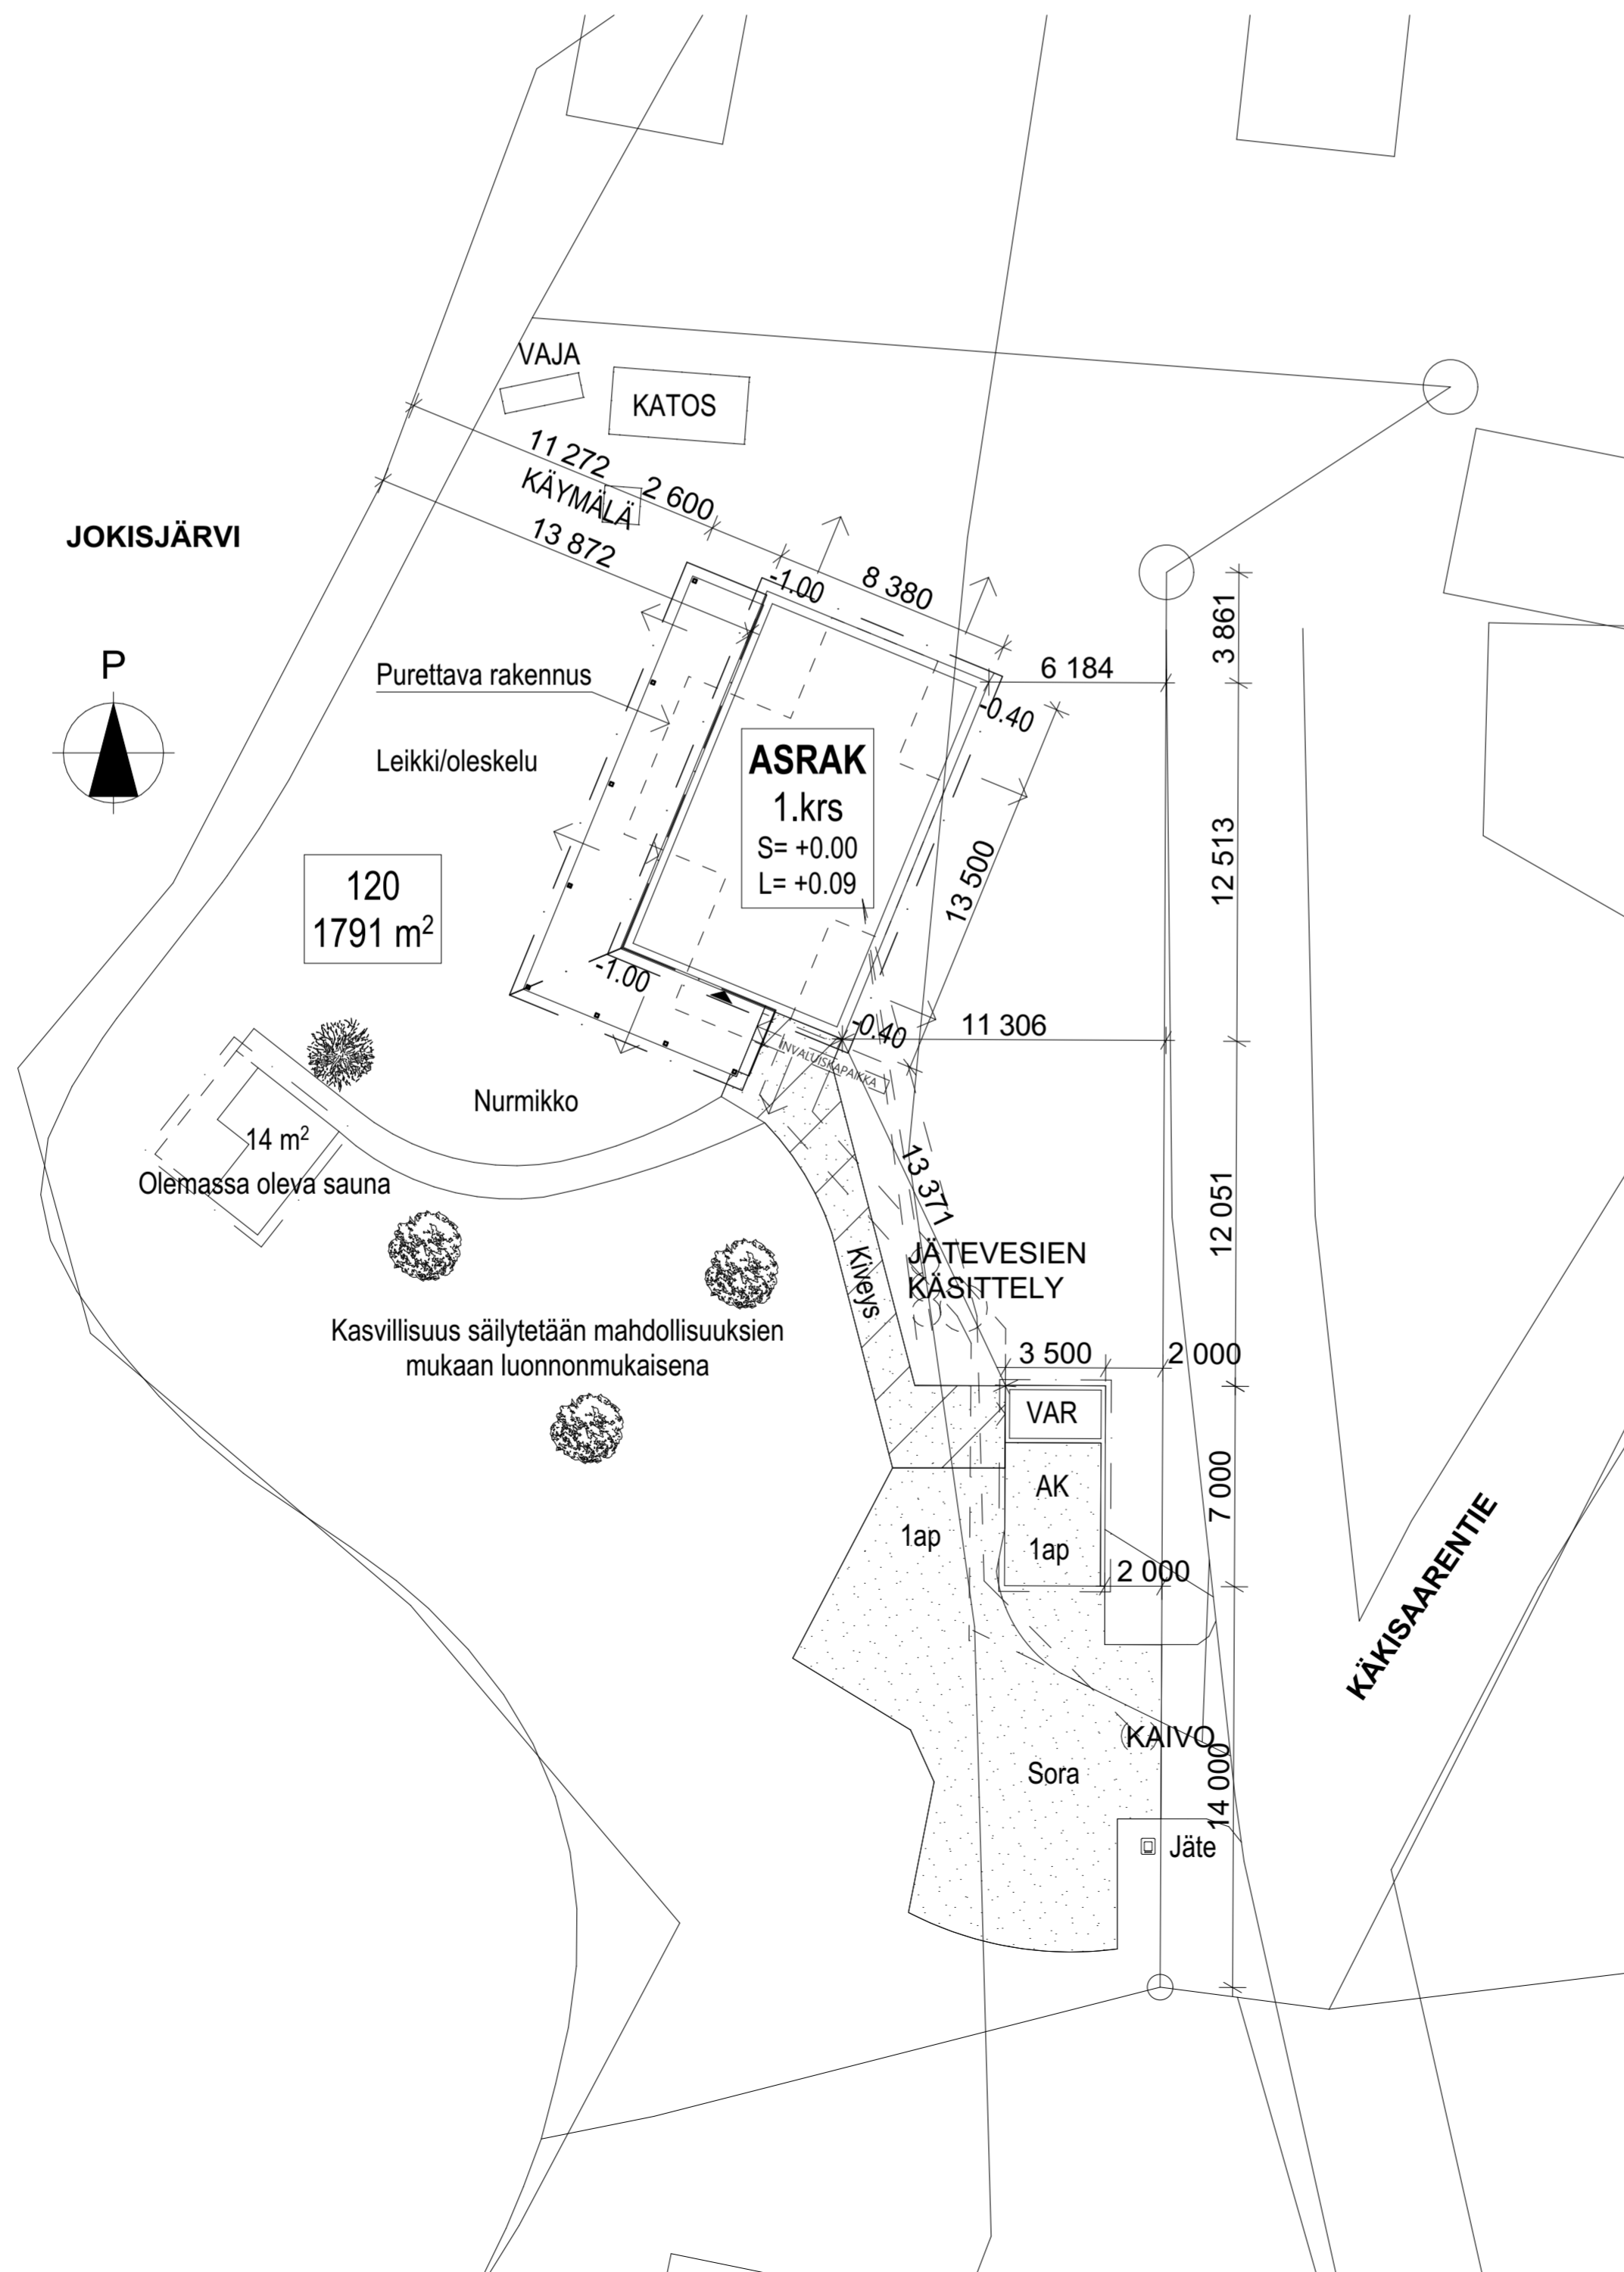 VAJA
KATOS
11 272
KÄYMÄLÄ
2 600
13 872
JOKISJÄRVI
-1.00
8 380
3 861
6 184
P
Purettava rakennus
-0.40
Leikki/oleskelu
ASRAK
1.krs
S= +0.00
L= +0.09
13 500
12 513
120
1791 m²
-1.00
-0.40
11 306
INVALUISKAPAIKKA
Nurmikko
14 m²
Olemassa oleva sauna
13 371
12 051
Kiveys
JÄTEVESIEN
KÄSITTELY
Kasvillisuus säilytetään mahdollisuuksien
mukaan luonnonmukaisena
3 500
2 000
VAR
AK
7 000
1ap
1ap
2 000
KÄKISAARENTIE
KAIVO
Sora
14 000
Jäte